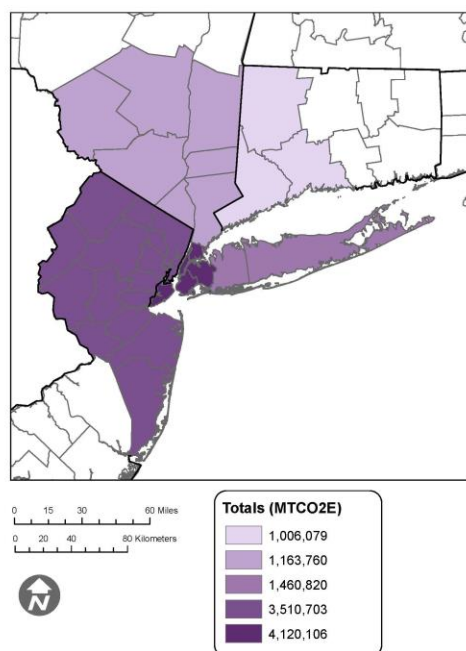 0 15 30 60 Miles
0 20 40 80 Kilometers
N
Totals (MTCO2E)
1,006,079
1,163,760
1,460,820
3,510,703
4,120,106